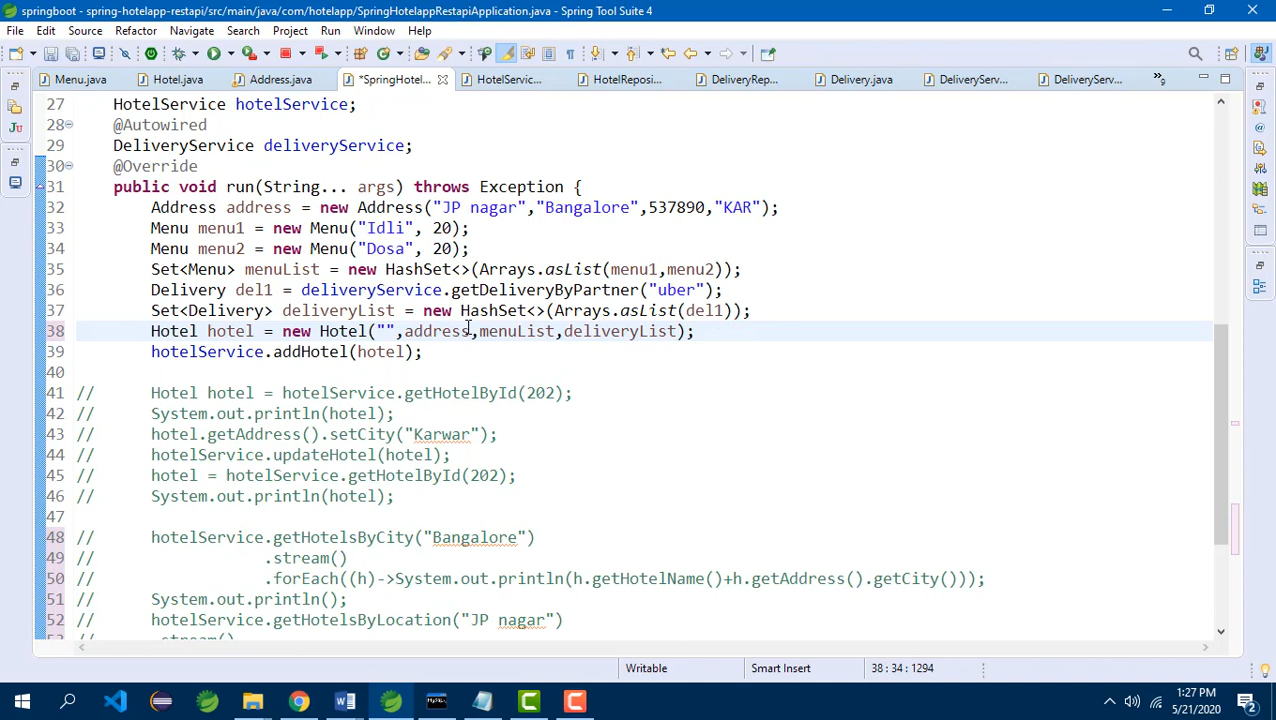 springboot - spring-hotelapp-restapi/src/main/java/com/hotelapp/SpringHotelappRestapiApplication.java - Spring Tool Suite 4
File Edit Source Refactor Navigate Search Project Run Window Help
Menu.java Hotel.java Address.java *SpringHotel... HotelServic... HotelReposi... DeliveryRep... Delivery.java DeliveryServ... DeliveryServ...
27 HotelService hotelService;
28 @Autowired
29 DeliveryService deliveryService;
30 @Override
31 public void run(String... args) throws Exception {
32 Address address = new Address("JP nagar","Bangalore",537890,"KAR");
33 Menu menu1 = new Menu("Idli", 20);
34 Menu menu2 = new Menu("Dosa", 20);
35 Set<Menu> menuList = new HashSet<>(Arrays.asList(menu1,menu2));
36 Delivery del1 = deliveryService.getDeliveryByPartner("uber");
37 Set<Delivery> deliveryList = new HashSet<>(Arrays.asList(del1));
38 Hotel hotel = new Hotel("",address,menuList,deliveryList);
39 hotelService.addHotel(hotel);
40
41 // Hotel hotel = hotelService.getHotelById(202);
42 // System.out.println(hotel);
43 // hotel.getAddress().setCity("Karwar");
44 // hotelService.updateHotel(hotel);
45 // hotel = hotelService.getHotelById(202);
46 // System.out.println(hotel);
47
48 // hotelService.getHotelsByCity("Bangalore")
49 // .stream()
50 // .forEach((h)->System.out.println(h.getHotelName()+h.getAddress().getCity()));
51 // System.out.println();
52 // hotelService.getHotelsByLocation("JP nagar")
53 // .stream()
Writable Smart Insert 38 : 34 : 1294
1:27 PM
5/21/2020
2